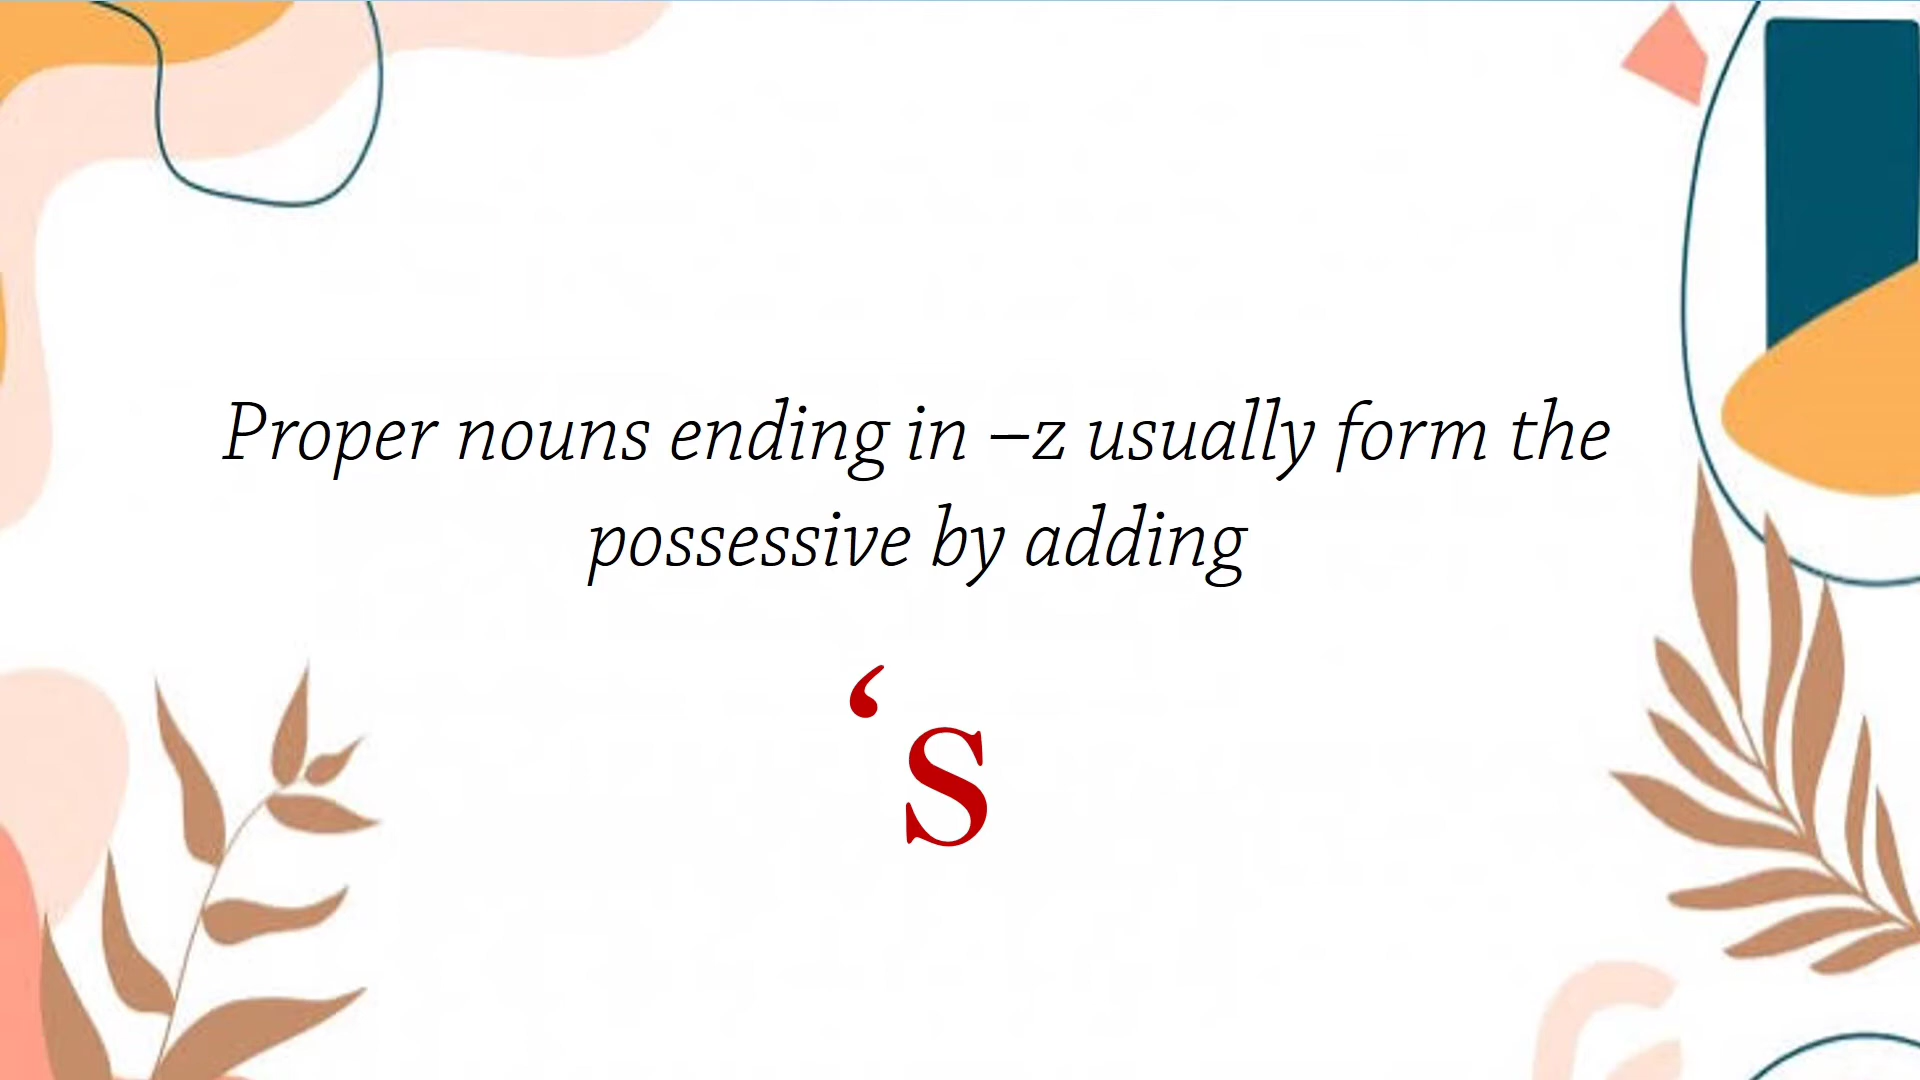 Proper nouns ending in –z usually form the
possessive by adding
‘s